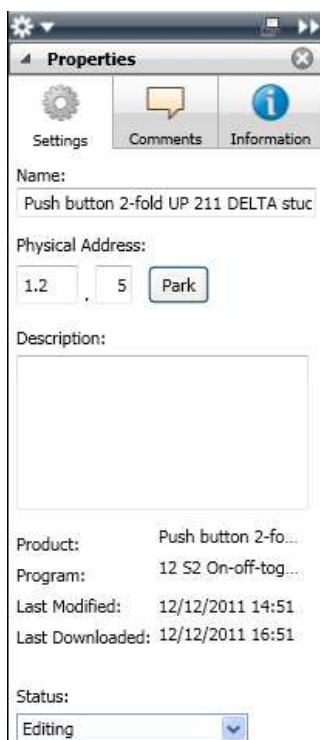 Properties
Settings Comments Information
Name:
Push button 2-fold UP 211 DELTA stuc
Physical Address:
1.2 . 5 Park
Description:
Product: Push button 2-fo...
Program: 12 S2 On-off-tog...
Last Modified: 12/12/2011 14:51
Last Downloaded: 12/12/2011 16:51
Status:
Editing